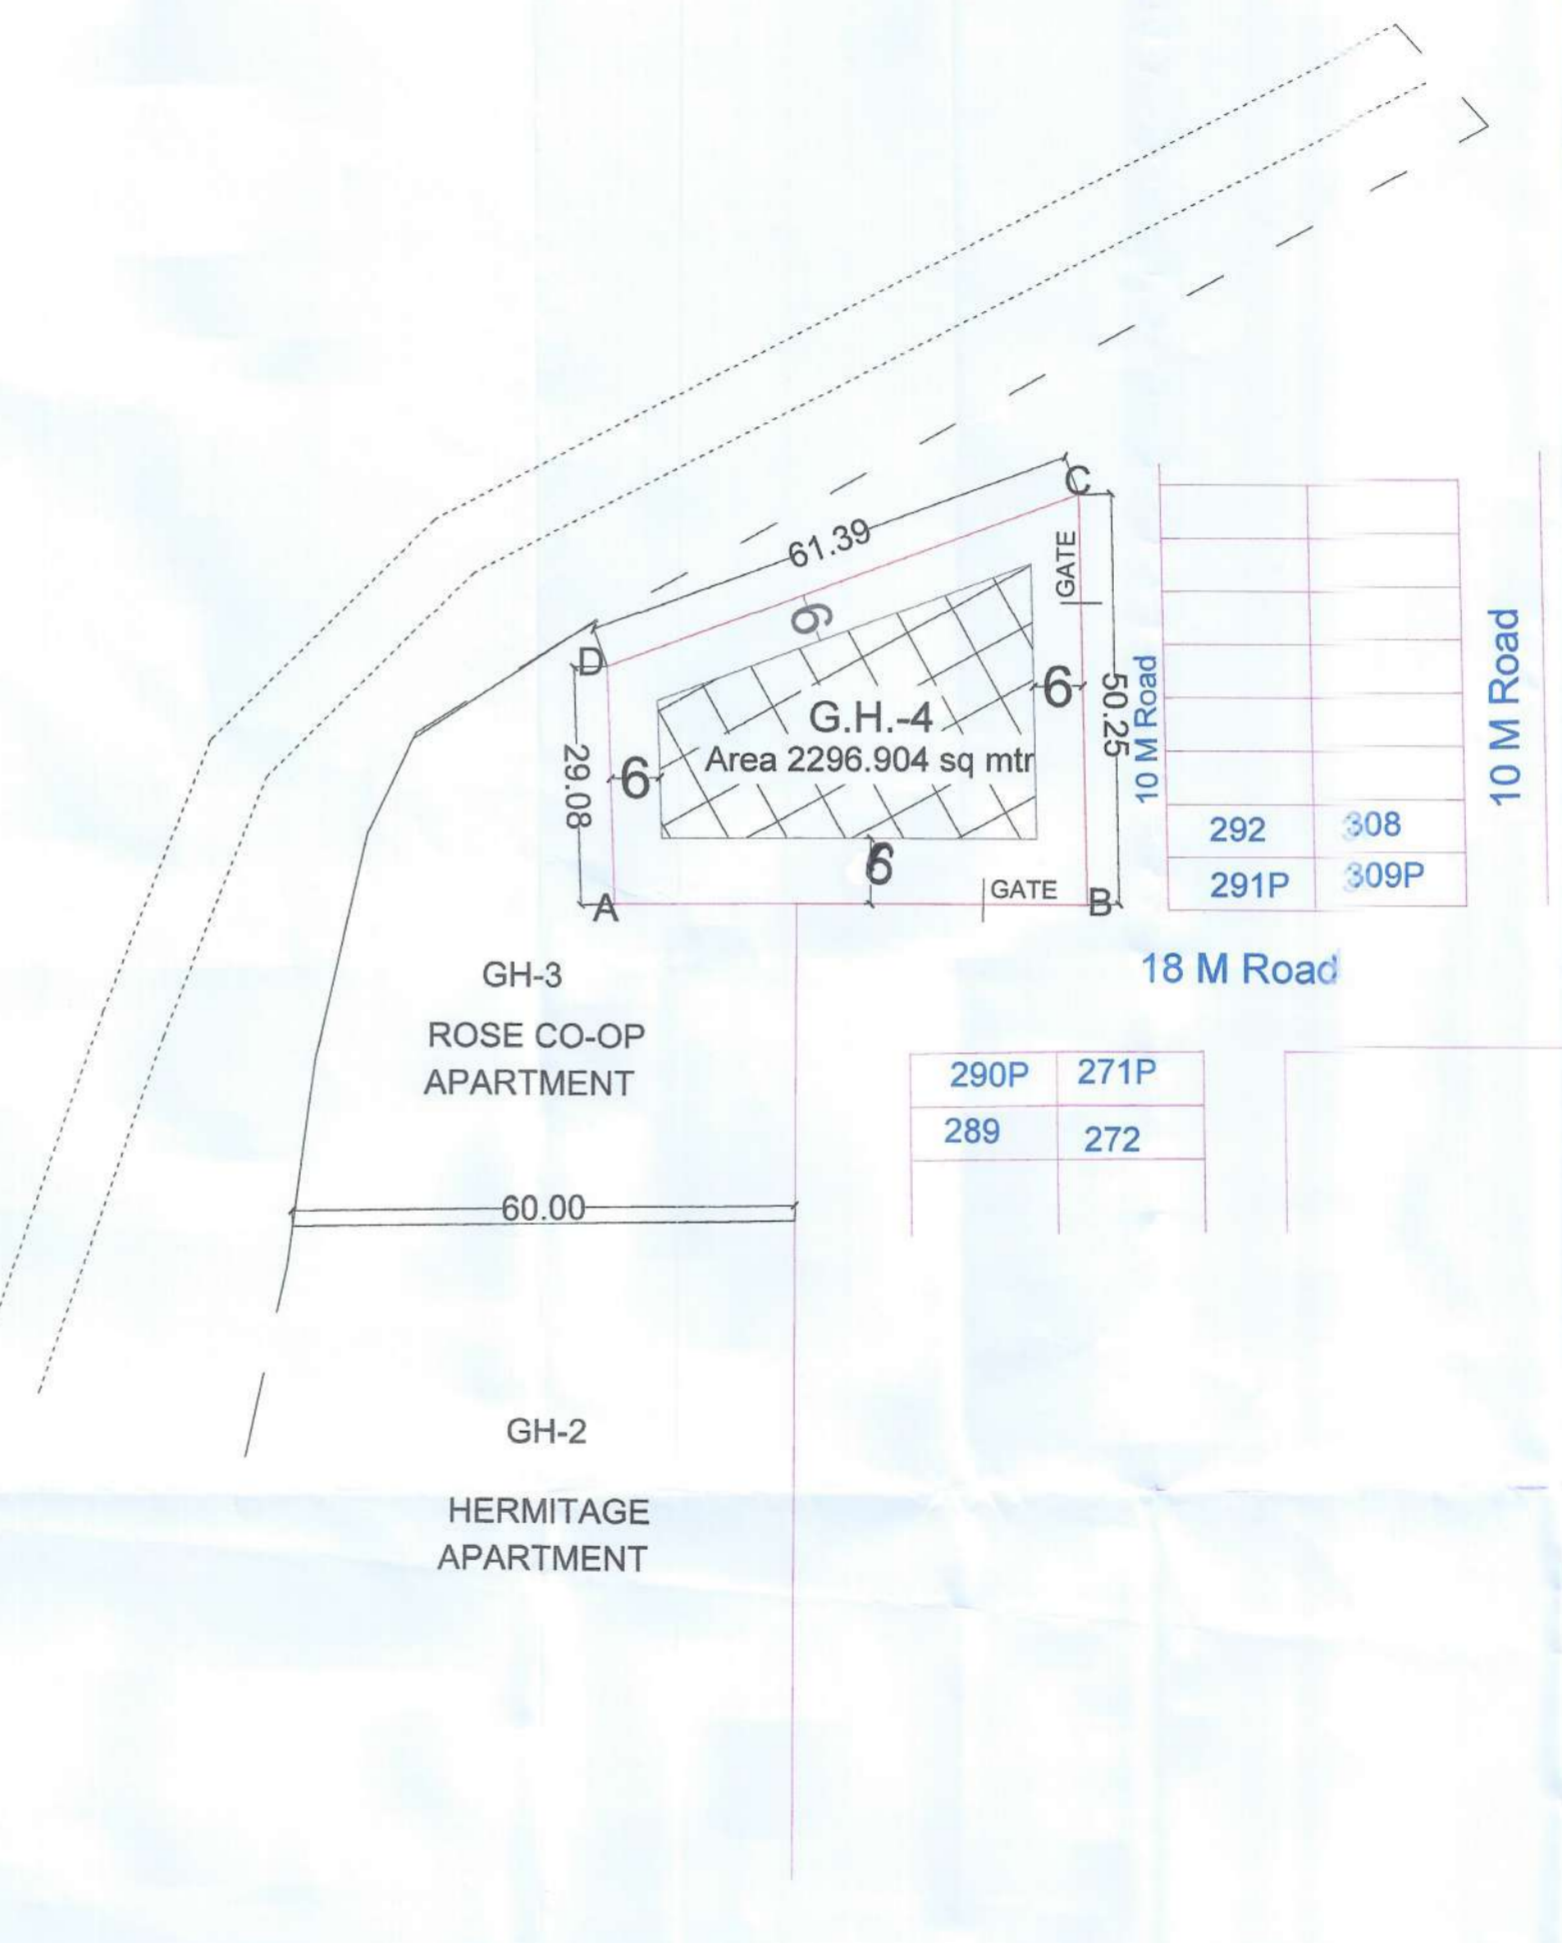 C
61.39
GATE
6
D
50.25
10 M Road
10 M Road
6
G.H.-4
Area 2296.904 sq mtr
29.08
6
292
308
291P
309P
6
GATE
A
B
18 M Road
GH-3
ROSE CO-OP
APARTMENT
290P
271P
289
272
60.00
GH-2
HERMITAGE
APARTMENT